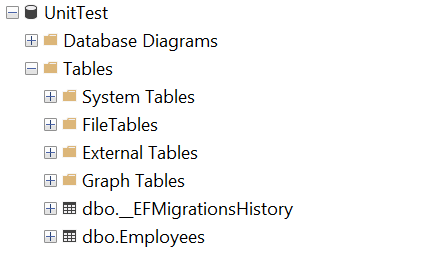 UnitTest
Database Diagrams
Tables
System Tables
FileTables
External Tables
Graph Tables
dbo.__EFMigrationsHistory
dbo.Employees